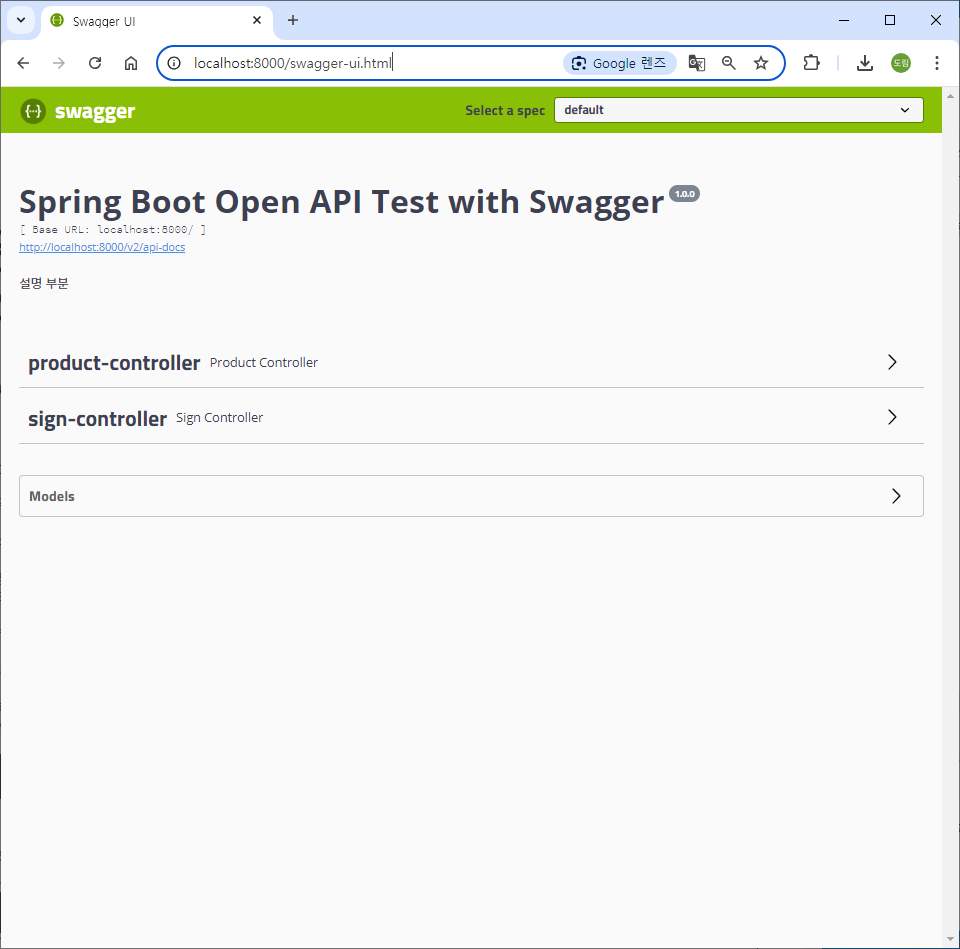 Swagger UI
localhost:8000/swagger-ui.html
Google 렌즈
도림
swagger
Select a spec
default
Spring Boot Open API Test with Swagger 1.0.0
[ Base URL: localhost:8000/ ]
http://localhost:8000/v2/api-docs
설명 부분
product-controller Product Controller
sign-controller Sign Controller
Models